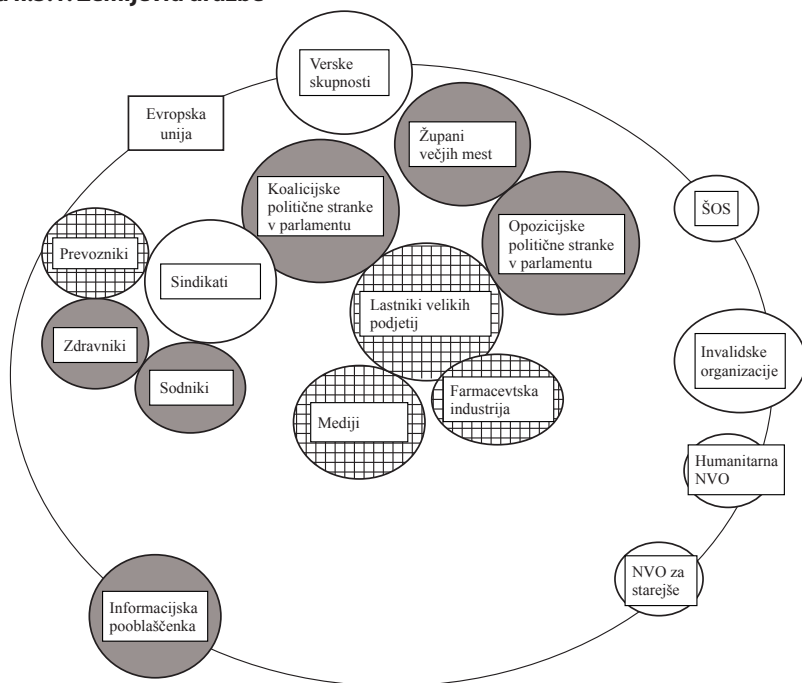 Verske
skupnosti
Evropska
unija
Župani
večjih mest
Koalicijske
politične stranke
v parlamentu
ŠOS
Opozicijske
politične stranke
v parlamentu
Prevozniki
Sindikati
Lastniki velikih
podjetij
Zdravniki
Invalidske
organizacije
Sodniki
Farmacevtska
industrija
Mediji
Humanitarna
NVO
NVO za
starejše
Informacijska
pooblaščenka